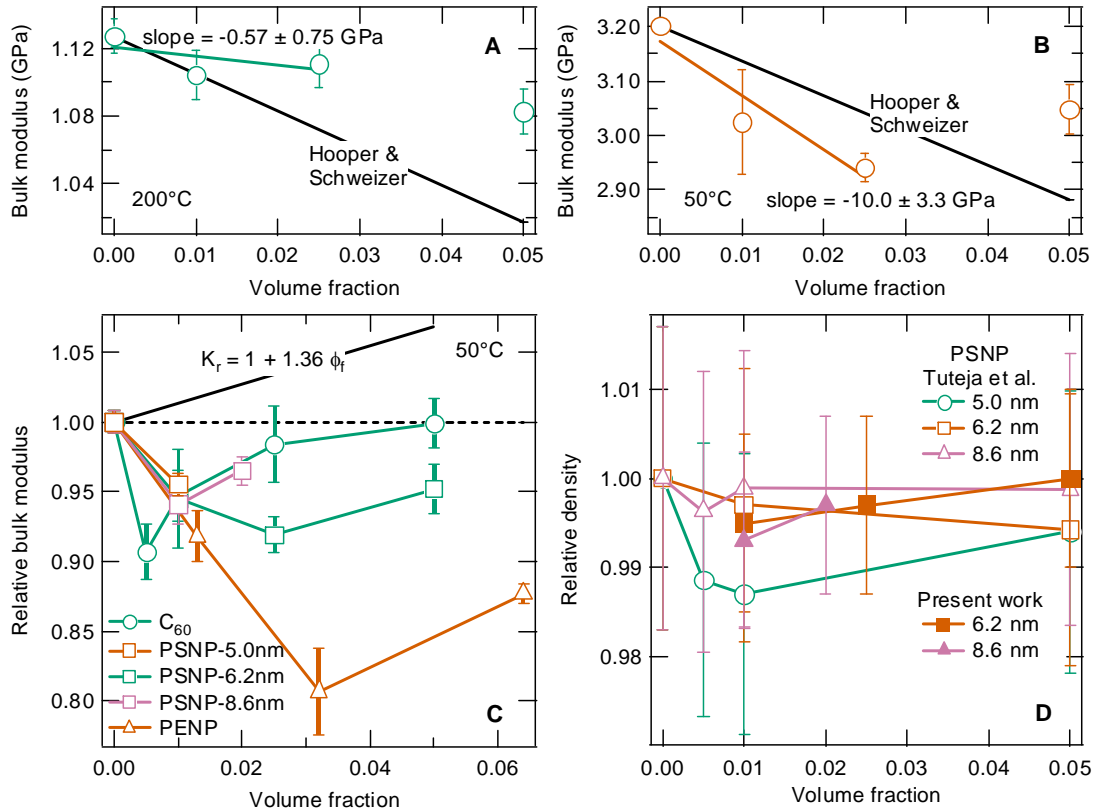 slope = -0.57 ± 0.75 GPa
A
1.12
1.08
1.04
Bulk modulus (GPa)
Hooper &
Schweizer
200°C
0.00
0.01
0.02
0.03
0.04
0.05
Volume fraction
B
3.20
3.10
3.00
2.90
Bulk modulus (GPa)
Hooper &
Schweizer
50°C
slope = -10.0 ± 3.3 GPa
0.00
0.01
0.02
0.03
0.04
0.05
Volume fraction
1.05
1.00
0.95
0.90
0.85
0.80
Relative bulk modulus
50°C
K_r = 1 + 1.36 ϕ_f
C₆₀
PSNP-5.0nm
PSNP-6.2nm
PSNP-8.6nm
PENP
C
0.00
0.02
0.04
0.06
Volume fraction
1.01
1.00
0.99
0.98
Relative density
PSNP
Tuteja et al.
5.0 nm
6.2 nm
8.6 nm
Present work
6.2 nm
8.6 nm
D
0.00
0.01
0.02
0.03
0.04
0.05
Volume fraction